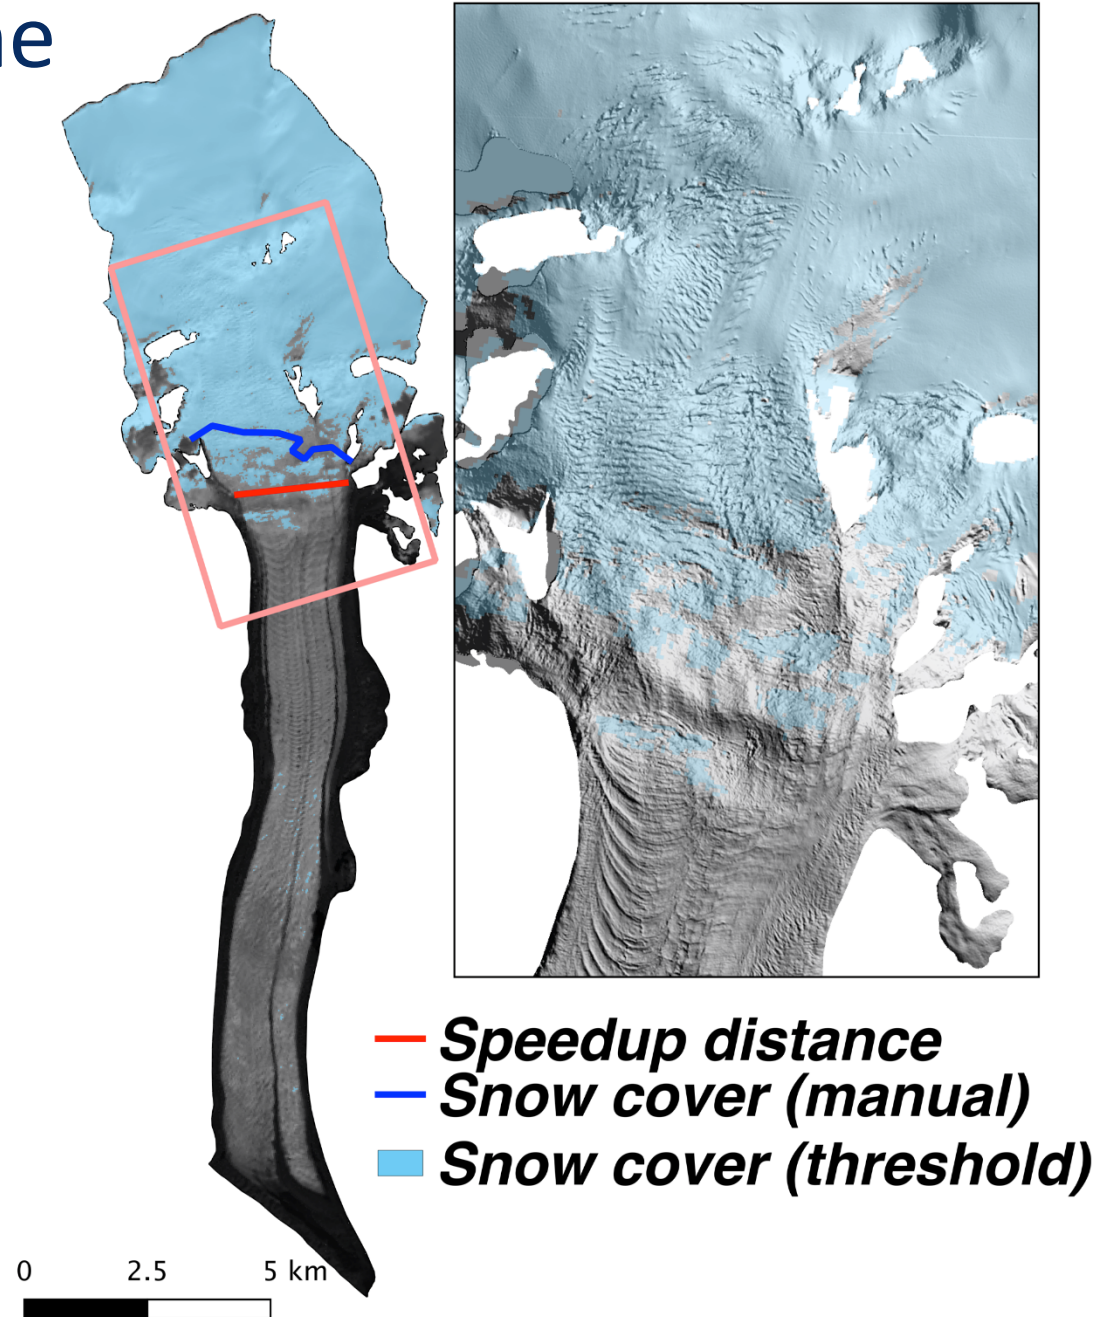 Speedup distance
Snow cover (manual)
Snow cover (threshold)
0 2.5 5 km